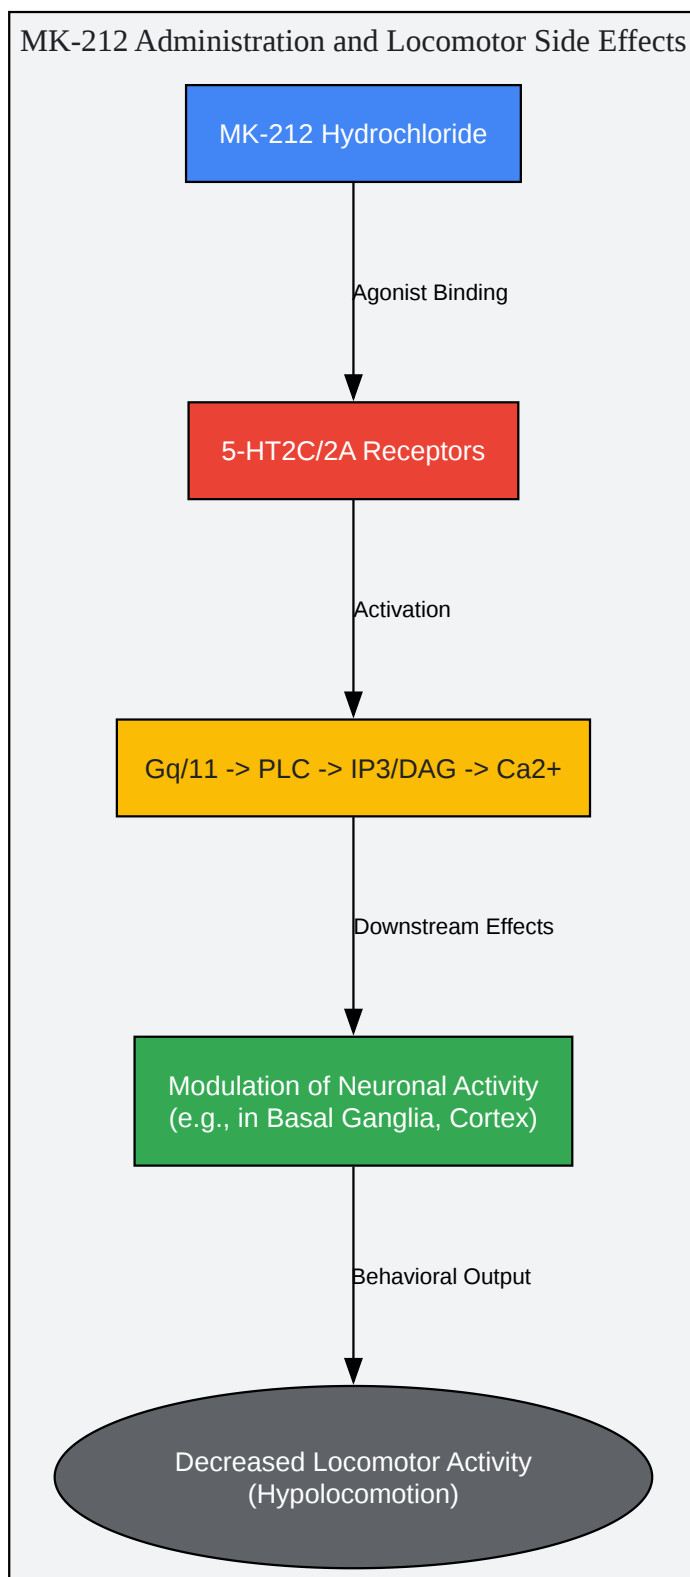 MK-212 Administration and Locomotor Side Effects
MK-212 Hydrochloride
Agonist Binding
5-HT2C/2A Receptors
Activation
Gq/11 -> PLC -> IP3/DAG -> Ca2+
Downstream Effects
Modulation of Neuronal Activity
(e.g., in Basal Ganglia, Cortex)
Behavioral Output
Decreased Locomotor Activity
(Hypolocomotion)